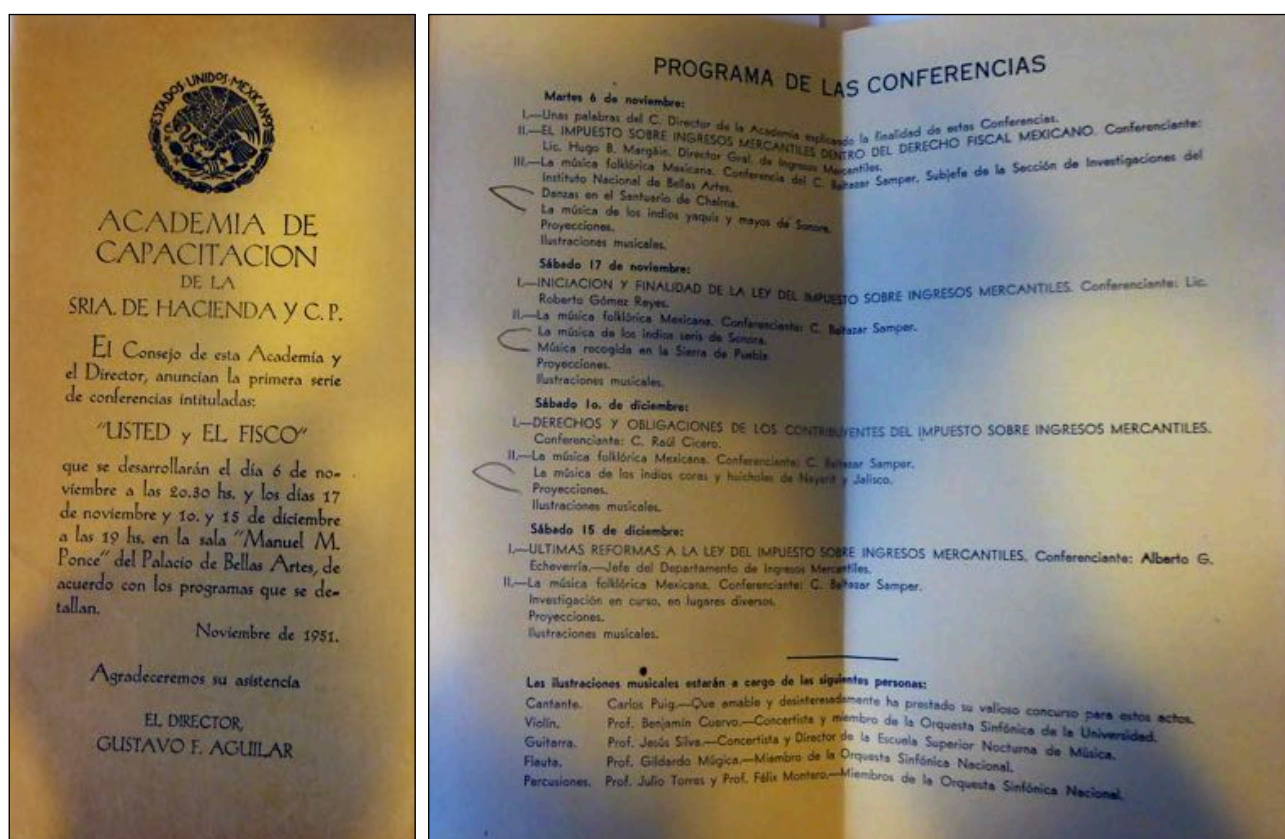 ESTADOS UNIDOS MEXICANOS
ACADEMIA DE
CAPACITACION
DE LA
SRIA. DE HACIENDA Y C. P.
El Consejo de esta Academia y
el Director, anuncian la primera serie
de conferencias intituladas:
"USTED y EL FISCO"
que se desarrollarán el día 6 de no-
viembre a las 20.30 hs. y los días 17
de noviembre y 1o. y 15 de diciembre
a las 19 hs. en la sala "Manuel M.
Ponce" del Palacio de Bellas Artes, de
acuerdo con los programas que se de-
tallan.
Noviembre de 1951.
Agradeceremos su asistencia
EL DIRECTOR,
GUSTAVO F. AGUILAR
PROGRAMA DE LAS CONFERENCIAS
Martes 6 de noviembre:
I.—Unas palabras del C. Director de la Academia explicando la finalidad de estas Conferencias.
II.—EL IMPUESTO SOBRE INGRESOS MERCANTILES DENTRO DEL DERECHO FISCAL MEXICANO. Conferenciante:
Lic. Hugo B. Margáin. Director Gral. de Ingresos Mercantiles.
III.—La música folklórica Mexicana. Conferencia del C. Baltazar Samper. Subjefe de la Sección de Investigaciones del
Instituto Nacional de Bellas Artes.
Danzas en el Santuario de Chalma.
La música de los indios yaquis y mayos de Sonora.
Proyecciones.
Ilustraciones musicales.
Sábado 17 de noviembre:
I.—INICIACION Y FINALIDAD DE LA LEY DEL IMPUESTO SOBRE INGRESOS MERCANTILES. Conferenciante: Lic.
Roberto Gómez Reyes.
II.—La música folklórica Mexicana. Conferenciante: C. Baltazar Samper.
La música de los indios seris de Sonora.
Música recogida en la Sierra de Puebla.
Proyecciones.
Ilustraciones musicales.
Sábado 1o. de diciembre:
I.—DERECHOS Y OBLIGACIONES DE LOS CONTRIBUYENTES DEL IMPUESTO SOBRE INGRESOS MERCANTILES.
Conferenciante: C. Raúl Cicero.
II.—La música folklórica Mexicana. Conferenciante: C. Baltazar Samper.
La música de los indios coras y huicholes de Nayarit y Jalisco.
Proyecciones.
Ilustraciones musicales.
Sábado 15 de diciembre:
I.—ULTIMAS REFORMAS A LA LEY DEL IMPUESTO SOBRE INGRESOS MERCANTILES. Conferenciante: Alberto G.
Echeverría.—Jefe del Departamento de Ingresos Mercantiles.
II.—La música folklórica Mexicana. Conferenciante: C. Baltazar Samper.
Investigación en curso, en lugares diversos.
Proyecciones.
Ilustraciones musicales.
Las ilustraciones musicales estarán a cargo de las siguientes personas:
Cantante. Carlos Puig.—Que amable y desinteresadamente ha prestado su valioso concurso para estos actos.
Violín. Prof. Benjamín Cuervo.—Concertista y miembro de la Orquesta Sinfónica de la Universidad.
Guitarra. Prof. Jesús Silva.—Concertista y Director de la Escuela Superior Nocturna de Música.
Flauta. Prof. Gildardo Múgica.—Miembro de la Orquesta Sinfónica Nacional.
Percusiones. Prof. Julio Torres y Prof. Félix Montero.—Miembros de la Orquesta Sinfónica Nacional.